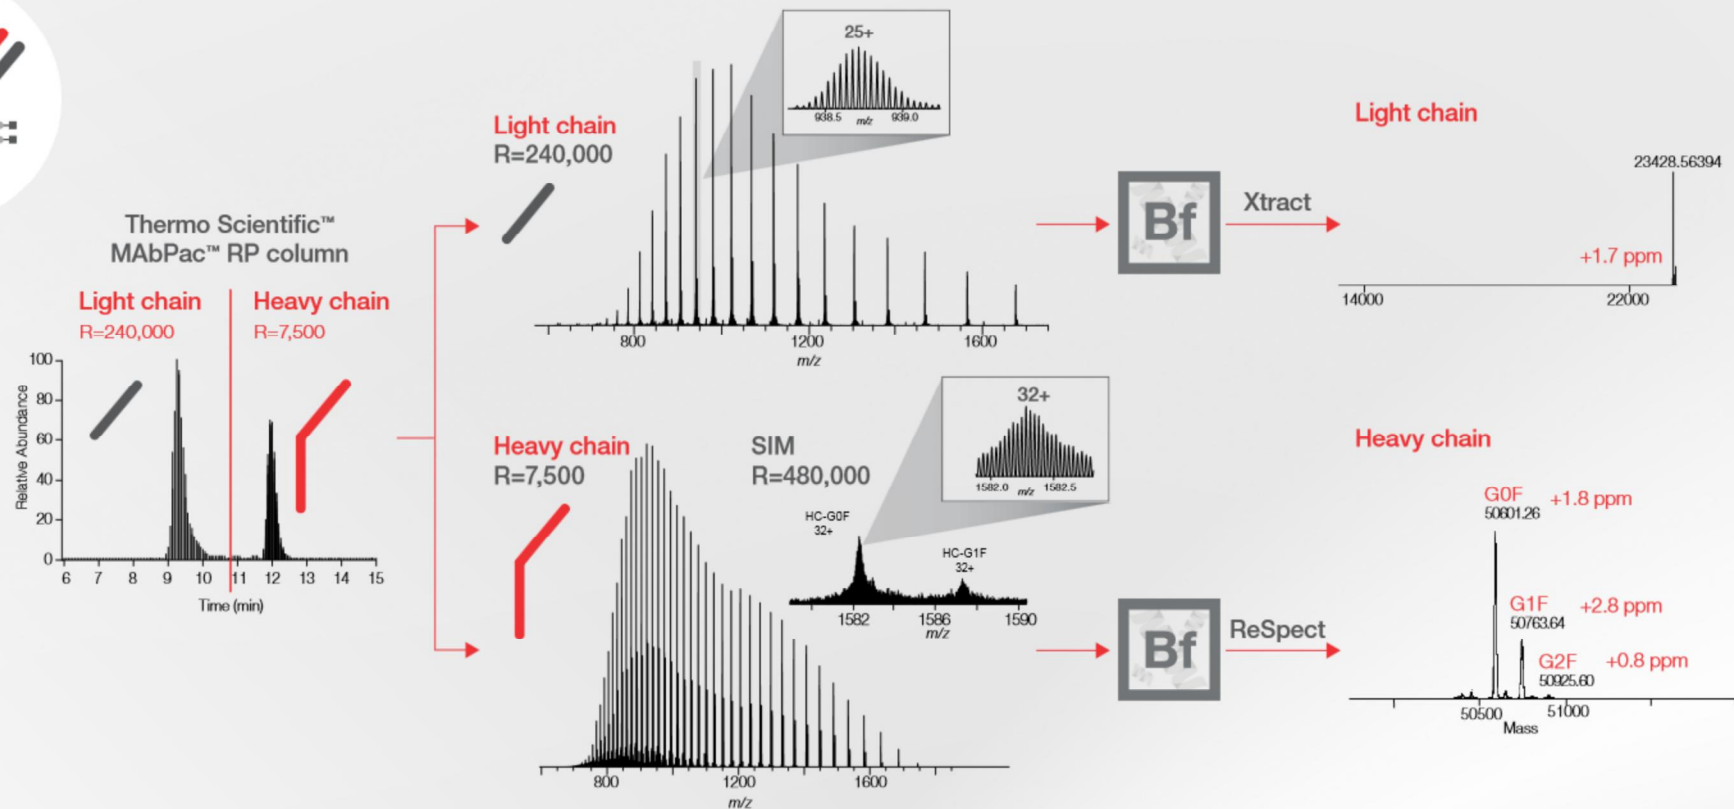 Thermo Scientific™
MAbPac™ RP column
Light chain
R=240,000
Heavy chain
R=7,500
100
80
60
40
20
0
Relative Abundance
6 7 8 9 10 11 12 13 14 15
Time (min)
Light chain
R=240,000
25+
938.5 m/z 939.0
800 1200 1600
m/z
Bf
Xtract
Light chain
23428.56394
+1.7 ppm
14000 22000
Heavy chain
R=7,500
800 1200 1600
m/z
SIM
R=480,000
32+
1582.0 m/z 1582.5
HC-G0F
32+
HC-G1F
32+
1582 1586 1590
m/z
Bf
ReSpect
Heavy chain
G0F +1.8 ppm
50601.26
G1F +2.8 ppm
50763.64
G2F +0.8 ppm
50925.60
50500 51000
Mass